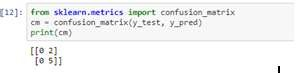 [12]: from sklearn.metrics import confusion_matrix
cm = confusion_matrix(y_test, y_pred)
print(cm)
[[0 2]
[0 5]]